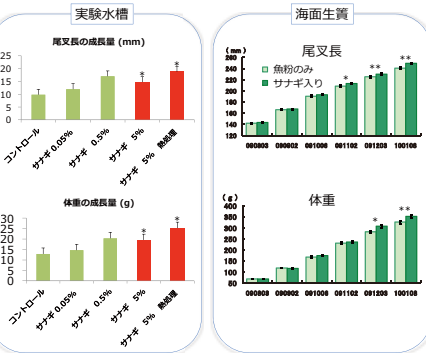 実験水槽
尾叉長の成長量 (mm)
25
20
15
10
5
0
* *
コントロール
サナギ 0.05%
サナギ 0.5%
サナギ 5%
サナギ 5% 熱処理
体重の成長量 (g)
30
25
20
15
10
5
0
* *
コントロール
サナギ 0.05%
サナギ 0.5%
サナギ 5%
サナギ 5% 熱処理
海面生簀
尾叉長
(mm)
260
240
220
200
180
160
140
120
魚粉のみ
サナギ入り
* ** **
090803 090902 091006 091102 091203 100106
体重
(g)
400
350
300
250
200
150
100
50
* **
090803 090902 091006 091102 091203 100106